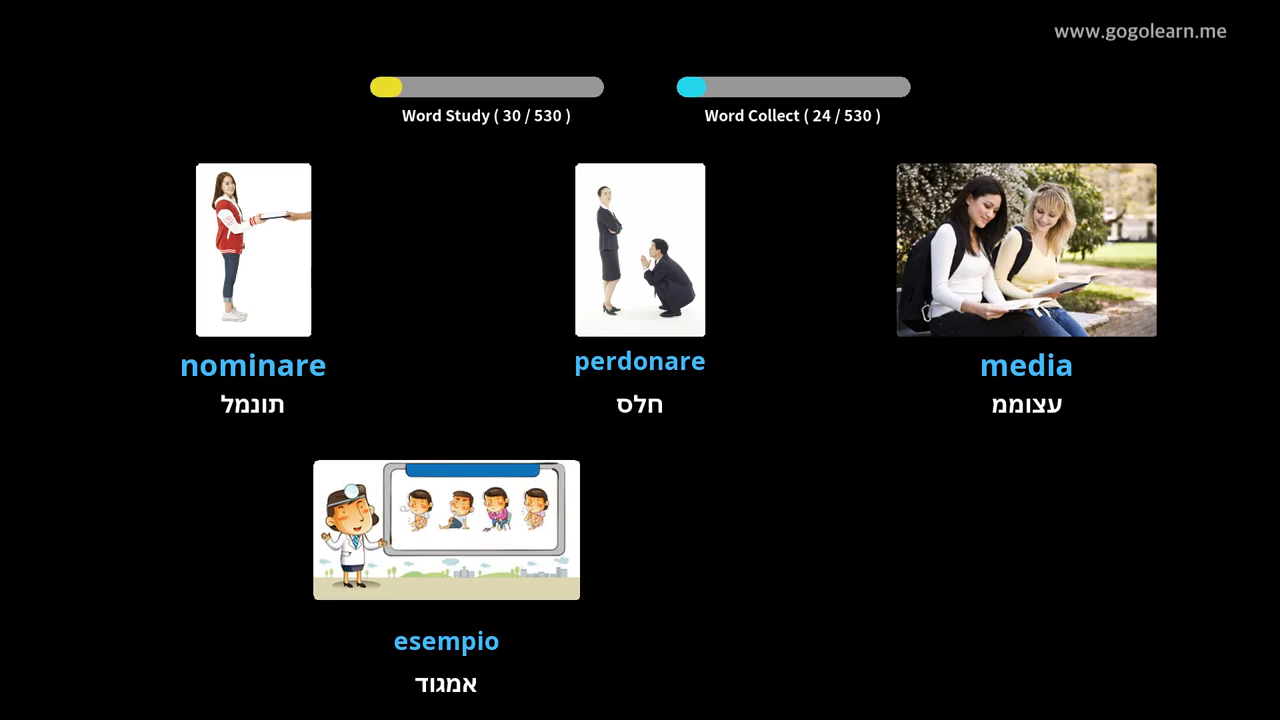 www.gogolearn.me
Word Study ( 30 / 530 )
Word Collect ( 24 / 530 )
nominare
תונמל
perdonare
חלס
media
עצוממ
esempio
אמגוד